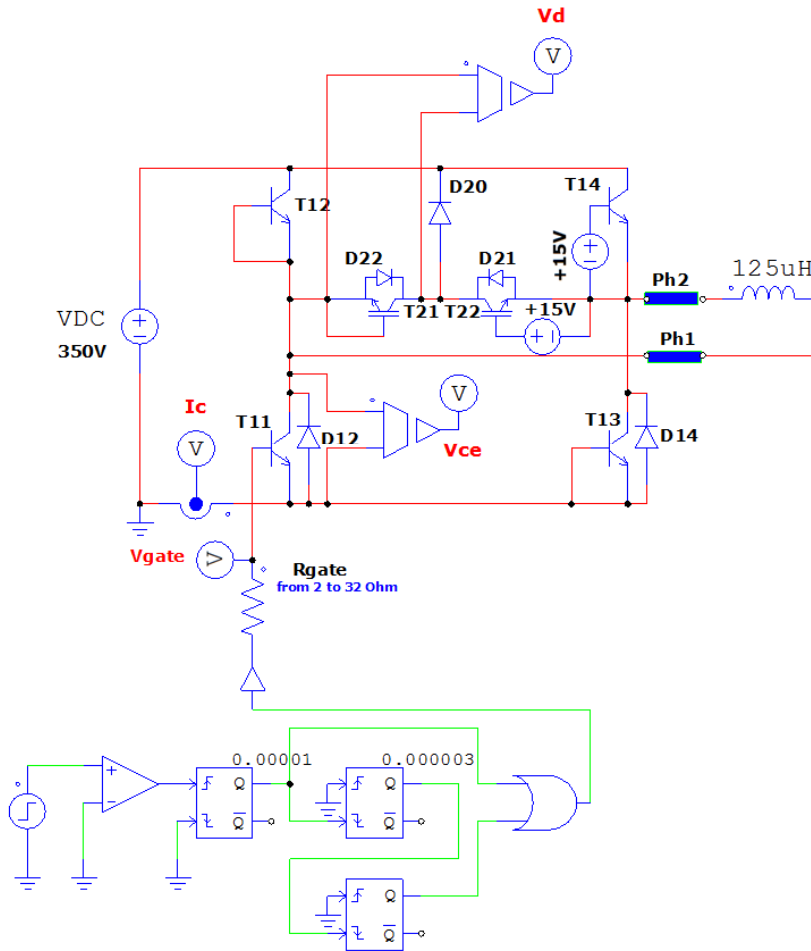 Vd
V
D20
T14
T12
+15V
D22
D21
Ph2
125uH
T21
T22
+15V
VDC
350V
Ph1
V
Ic
T11
T13
V
D12
D14
Vce
Vgate
V
Rgate
from 2 to 32 Ohm
0.00001
0.000003
Q
Q
Q
Q
Q
Q